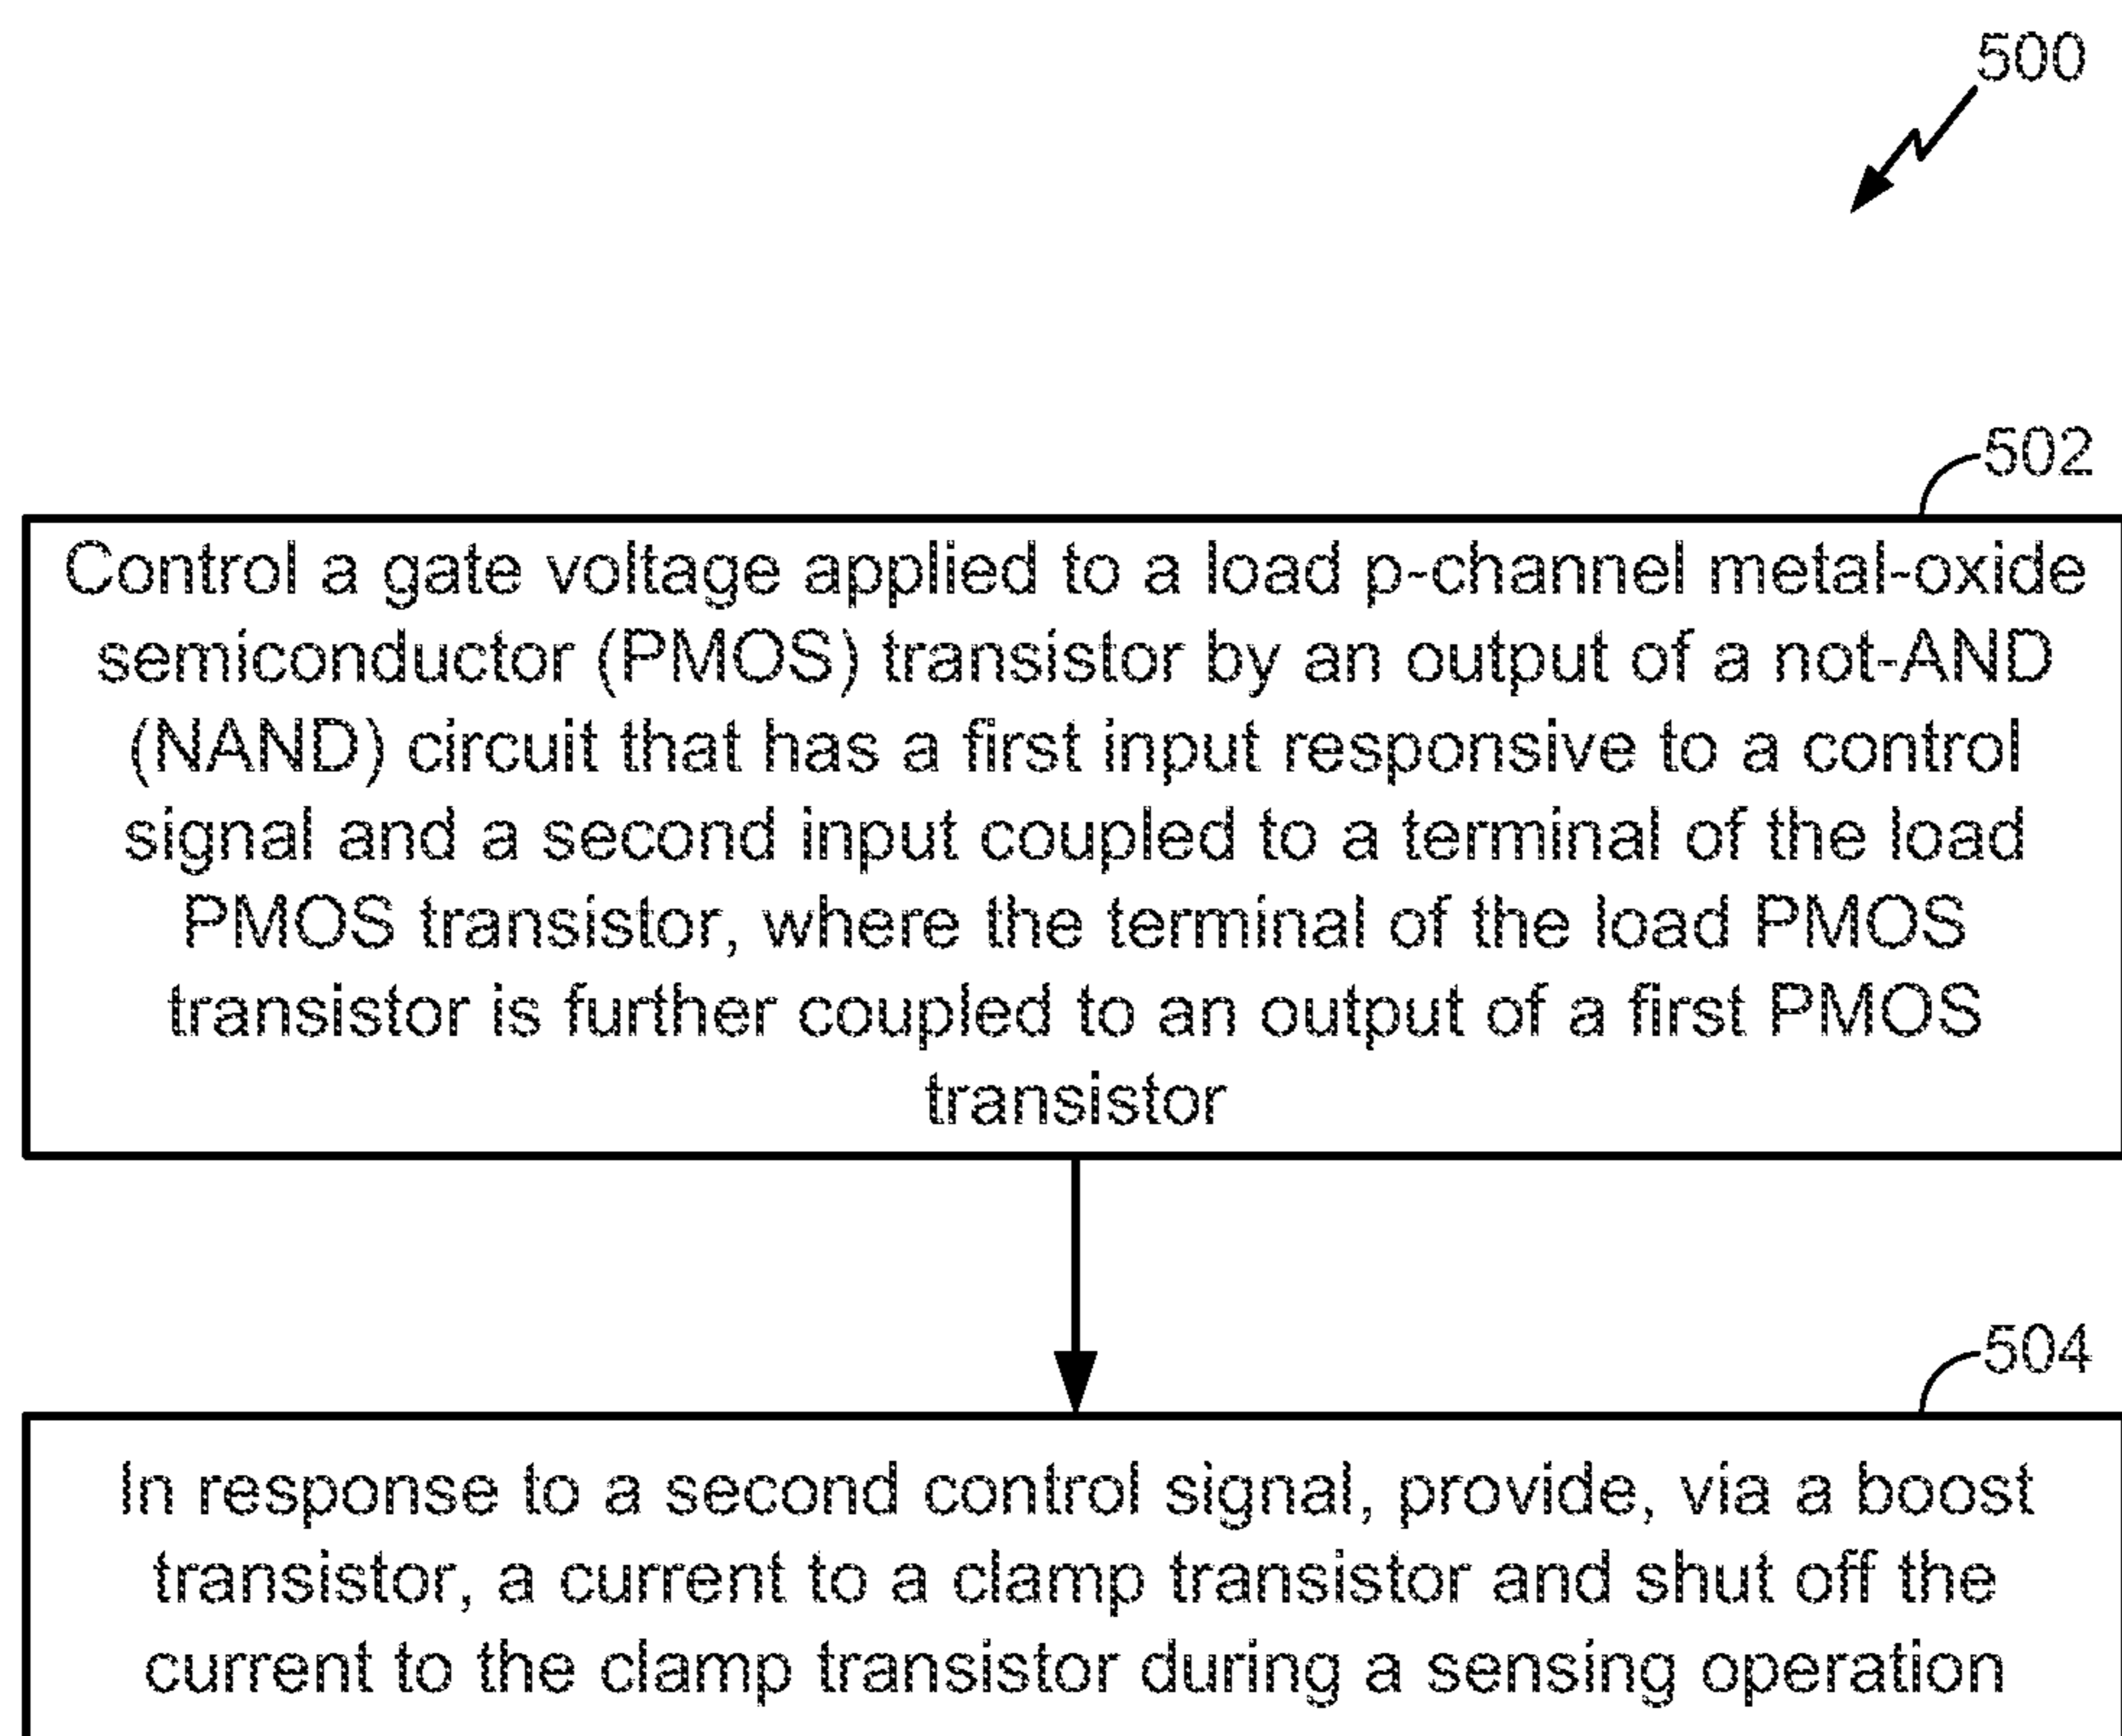 500
502
Control a gate voltage applied to a load p-channel metal-oxide
semiconductor (PMOS) transistor by an output of a not-AND
(NAND) circuit that has a first input responsive to a control
signal and a second input coupled to a terminal of the load
PMOS transistor, where the terminal of the load PMOS
transistor is further coupled to an output of a first PMOS
transistor
504
In response to a second control signal, provide, via a boost
transistor, a current to a clamp transistor and shut off the
current to the clamp transistor during a sensing operation